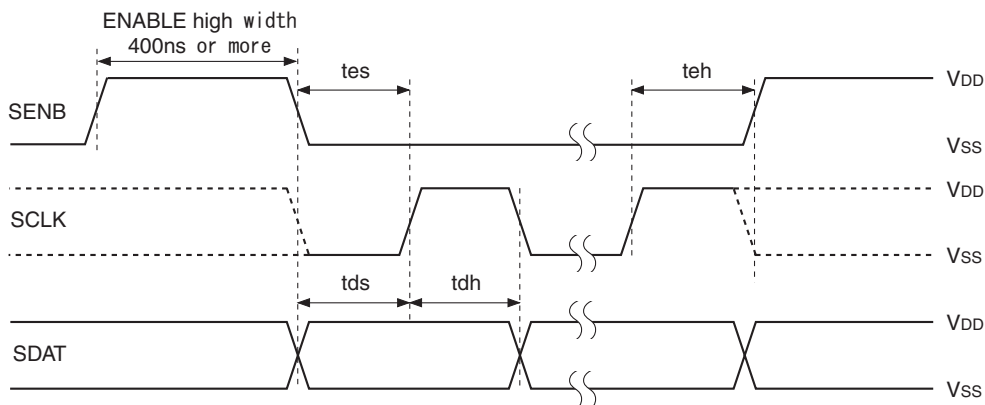 ENABLE high width
400ns or more
tes
teh
VDD
SENB
VSS
VDD
SCLK
VSS
tds
tdh
VDD
SDAT
VSS